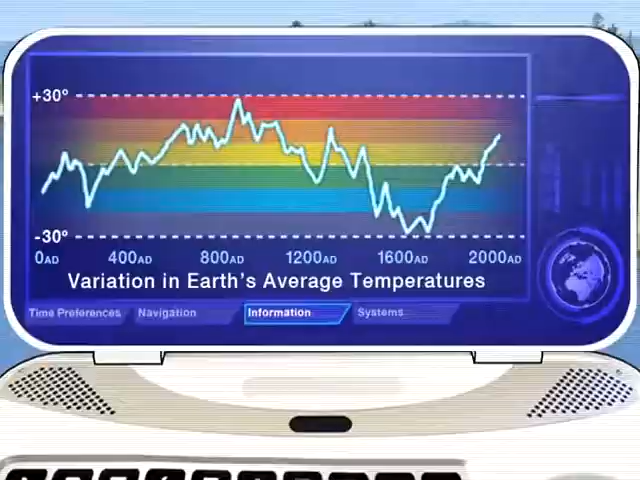 +30°
-30°
0AD 400AD 800AD 1200AD 1600AD 2000AD
Variation in Earth's Average Temperatures
Time Preferences Navigation Information Systems